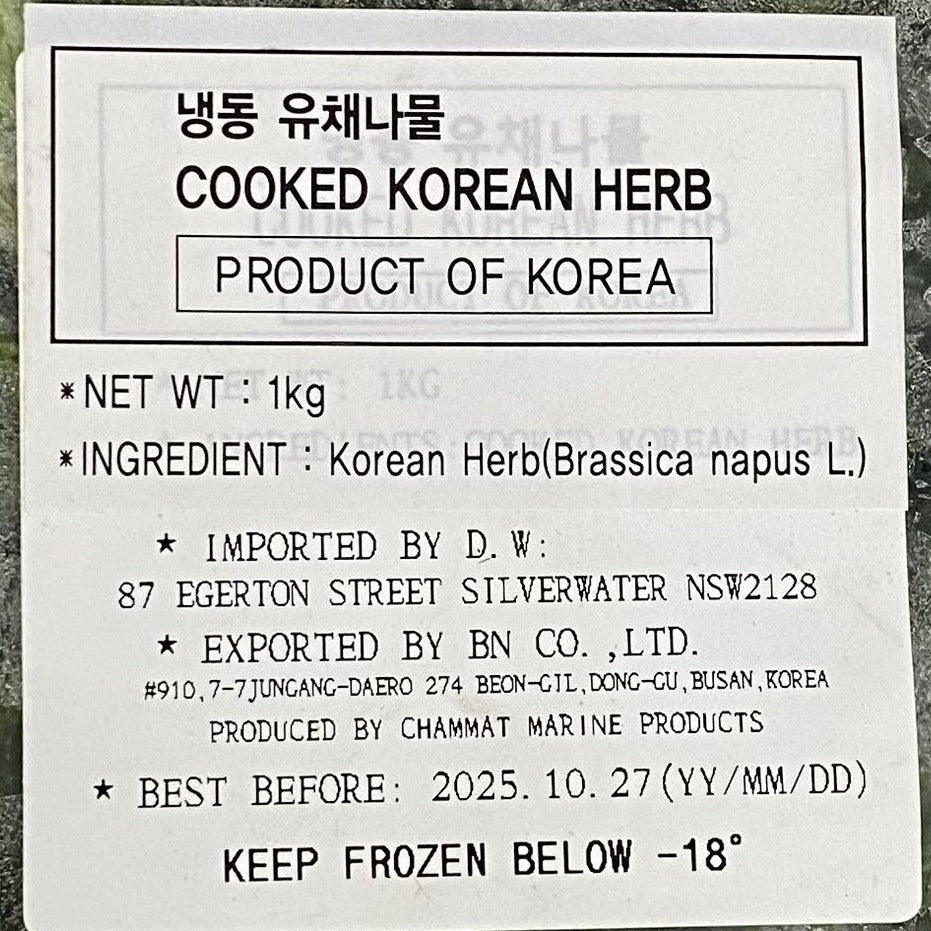 냉동 유채나물
COOKED KOREAN HERB
PRODUCT OF KOREA
*NET WT : 1kg
*INGREDIENT : Korean Herb(Brassica napus L.)
★ IMPORTED BY D.W:
87 EGERTON STREET SILVERWATER NSW2128
★ EXPORTED BY BN CO.,LTD.
#910,7-7JUNGANG-DAERO 274 BEON-GIL,DONG-GU,BUSAN,KOREA
PRODUCED BY CHAMMAT MARINE PRODUCTS
★ BEST BEFORE: 2025.10.27(YY/MM/DD)
KEEP FROZEN BELOW -18°